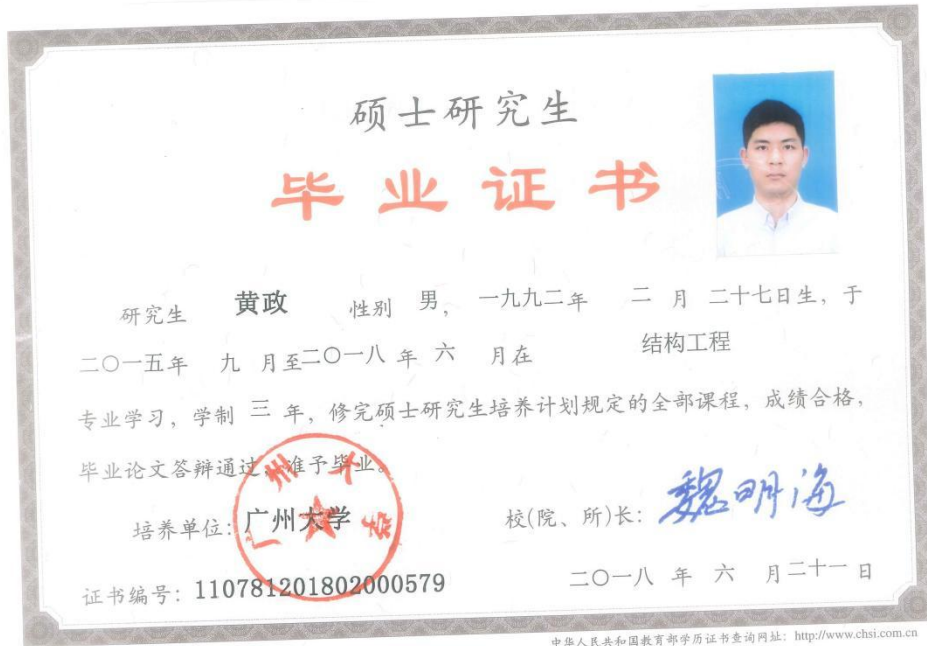 硕士研究生
毕业证书
研究生 黄政 性别 男，一九九二年 二 月 二十七日生，于
二〇一五年 九 月至二〇一八 年 六 月在 结构工程
专业学习，学制 三 年，修完硕士研究生培养计划规定的全部课程，成绩合格，
毕业论文答辩通过，准予毕业。
广州大学
培养单位：广州大学 校(院、所)长：魏明海
证书编号：110781201802000579 二〇一八 年 六 月二十一 日
中华人民共和国教育部学历证书查询网址：http://www.chsi.com.cn